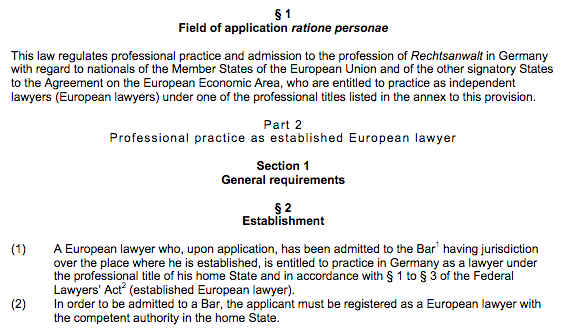 § 1
Field of application ratione personae
This law regulates professional practice and admission to the profession of Rechtsanwalt in Germany
with regard to nationals of the Member States of the European Union and of the other signatory States
to the Agreement on the European Economic Area, who are entitled to practice as independent
lawyers (European lawyers) under one of the professional titles listed in the annex to this provision.
Part 2
Professional practice as established European lawyer
Section 1
General requirements
§ 2
Establishment
(1) A European lawyer who, upon application, has been admitted to the Bar¹ having jurisdiction
over the place where he is established, is entitled to practice in Germany as a lawyer under
the professional title of his home State and in accordance with § 1 to § 3 of the Federal
Lawyers' Act² (established European lawyer).
(2) In order to be admitted to a Bar, the applicant must be registered as a European lawyer with
the competent authority in the home State.